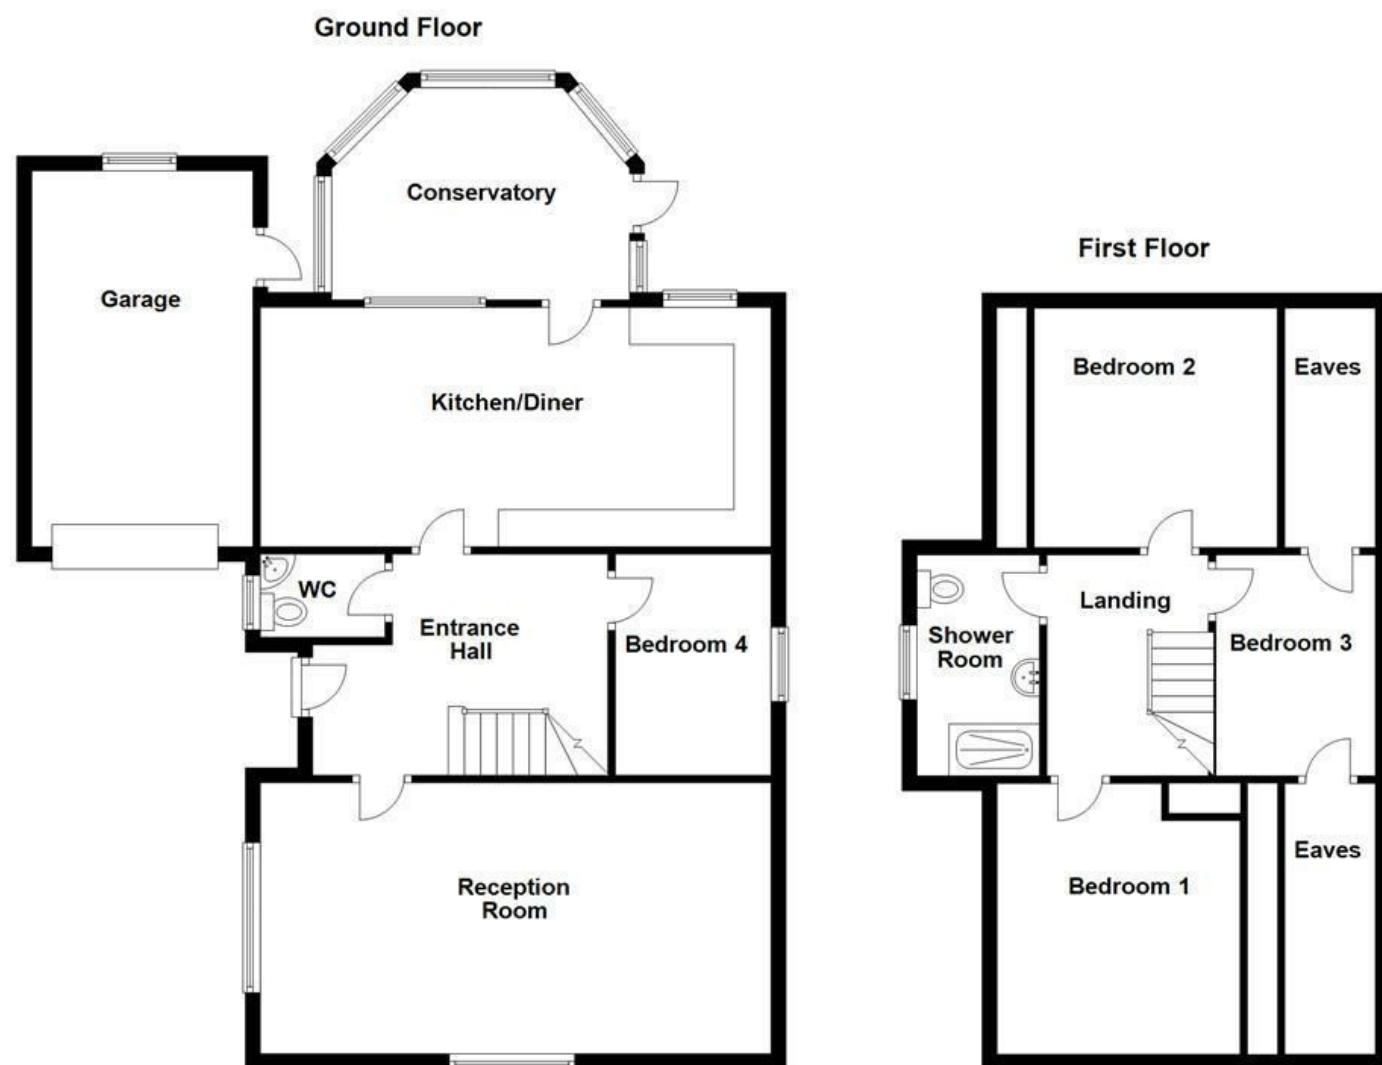 Ground Floor
Conservatory
Garage
Kitchen/Diner
WC
Entrance
Hall
Bedroom 4
Reception
Room
First Floor
Bedroom 2
Eaves
Landing
Shower
Room
Bedroom 3
Bedroom 1
Eaves